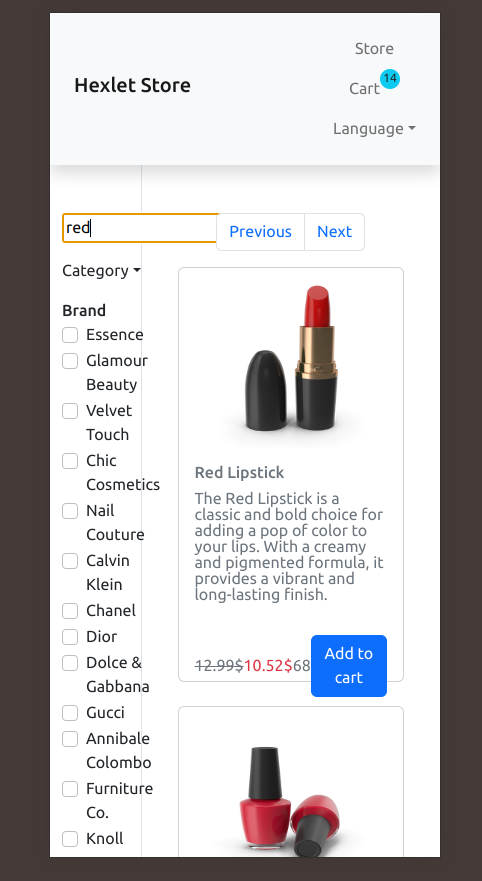 Store
Hexlet Store
Cart 14
Language
red
Previous Next
Category
Brand
Essence
Glamour
Beauty
Velvet
Touch
Chic
Cosmetics
Nail
Couture
Calvin
Klein
Chanel
Dior
Dolce &
Gabbana
Gucci
Annibale
Colombo
Furniture
Co.
Knoll
Red Lipstick
The Red Lipstick is a
classic and bold choice for
adding a pop of color to
your lips. With a creamy
and pigmented formula, it
provides a vibrant and
long-lasting finish.
12.99$10.52$68
Add to
cart